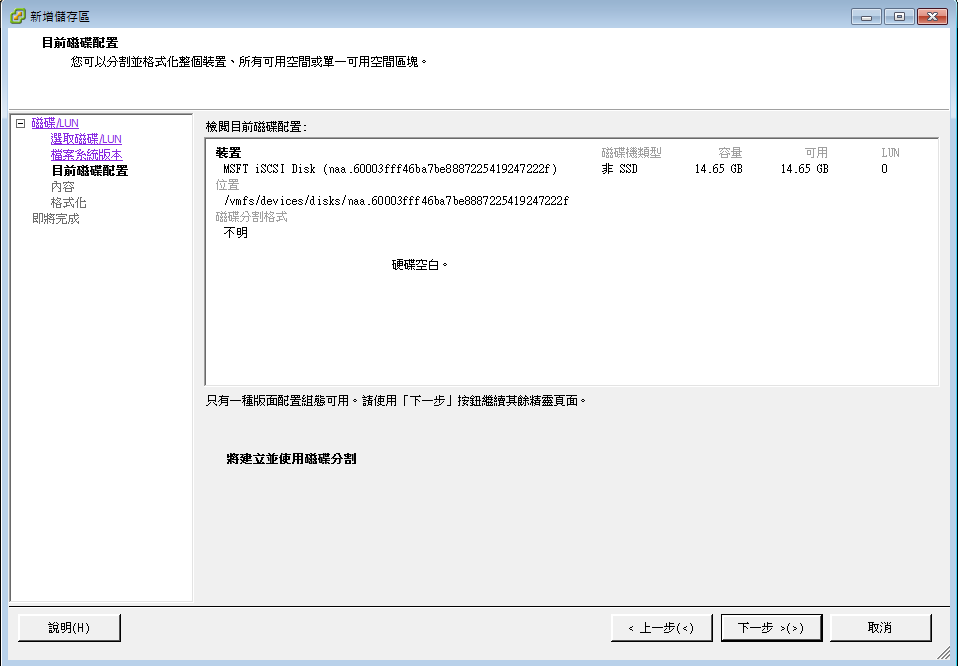 新增儲存區
目前磁碟配置
您可以分割並格式化整個裝置、所有可用空間或單一可用空間區塊。
磁碟/LUN
選取磁碟/LUN
檔案系統版本
目前磁碟配置
內容
格式化
即將完成
檢閱目前磁碟配置:
裝置 磁碟機類型 容量 可用 LUN
MSFT iSCSI Disk (naa.60003fff46ba7be8887225419247222f) 非 SSD 14.65 GB 14.65 GB 0
位置
/vmfs/devices/disks/naa.60003fff46ba7be8887225419247222f
磁碟分割格式
不明
硬碟空白。
只有一種版面配置組態可用。請使用「下一步」按鈕繼續其餘精靈頁面。
將建立並使用磁碟分割
說明(H) < 上一步(<) 下一步 >(>) 取消